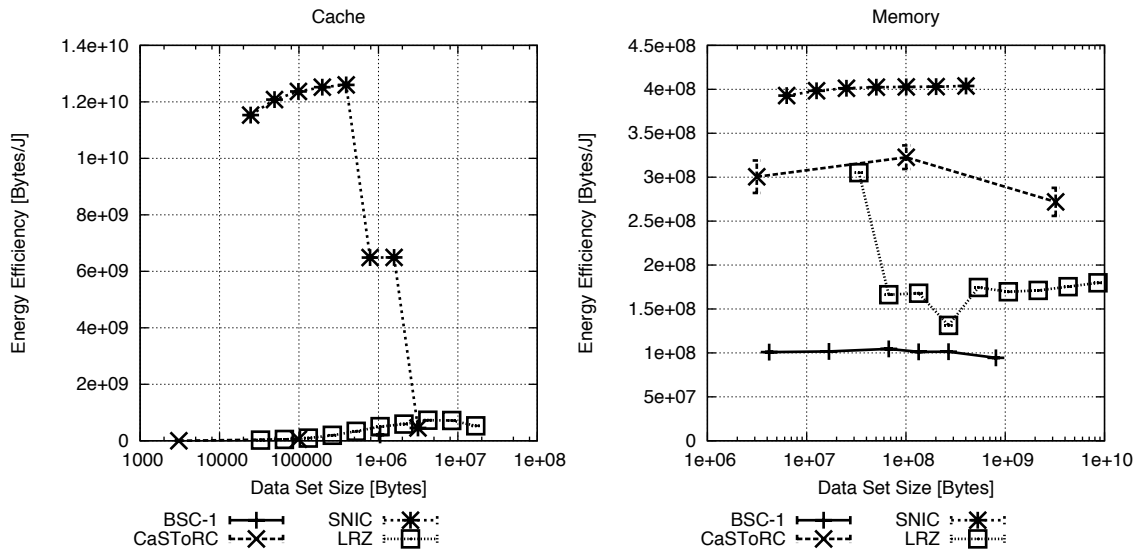 Cache
Energy Efficiency [Bytes/J]
1.4e+10
1.2e+10
1e+10
8e+09
6e+09
4e+09
2e+09
0
1000 10000 100000 1e+06 1e+07 1e+08
Data Set Size [Bytes]
BSC-1 SNIC
CaSToRC LRZ
Memory
Energy Efficiency [Bytes/J]
4.5e+08
4e+08
3.5e+08
3e+08
2.5e+08
2e+08
1.5e+08
1e+08
5e+07
0
1e+06 1e+07 1e+08 1e+09 1e+10
Data Set Size [Bytes]
BSC-1 SNIC
CaSToRC LRZ